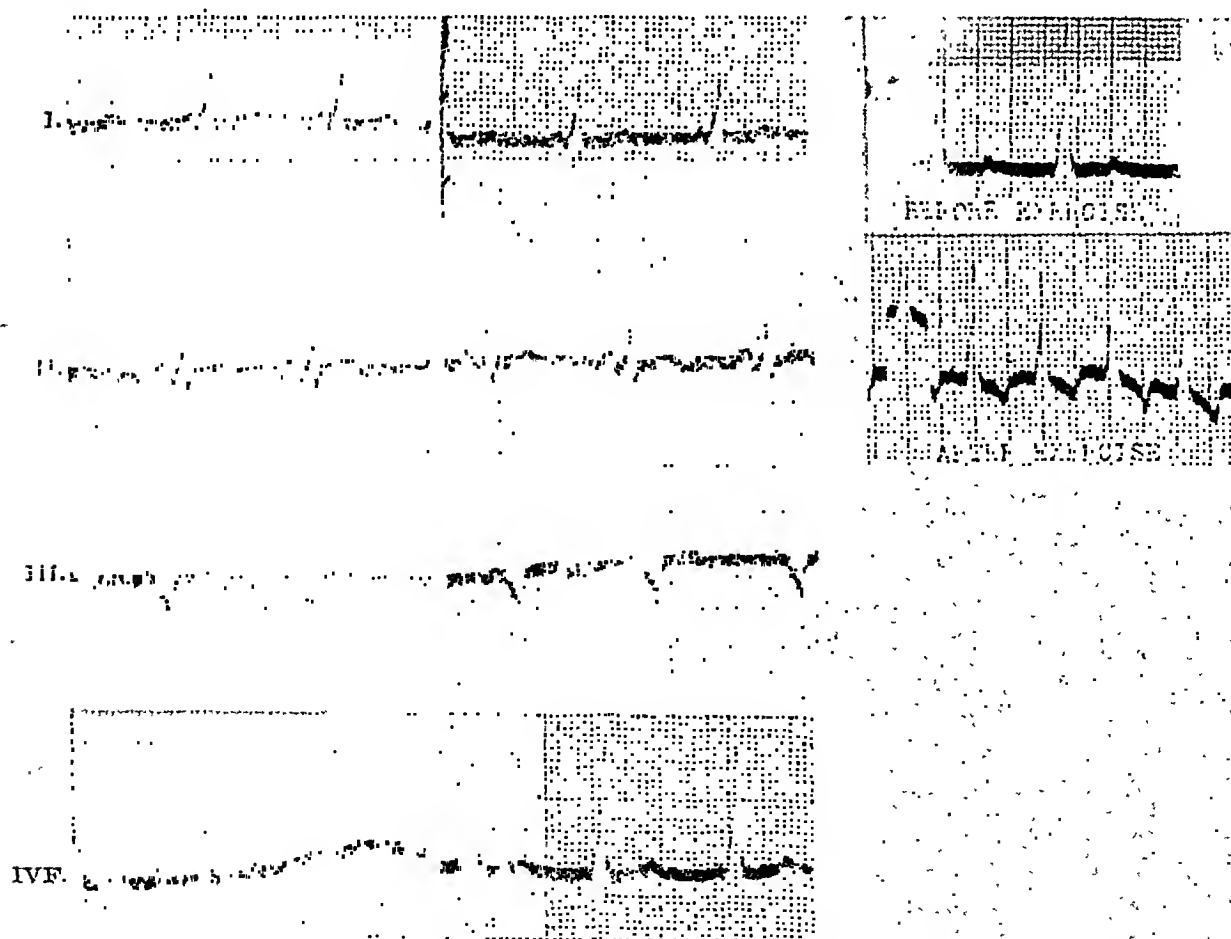 I.
BEFORE EXERCISE
II.
AFTER EXERCISE
III.
IVF.